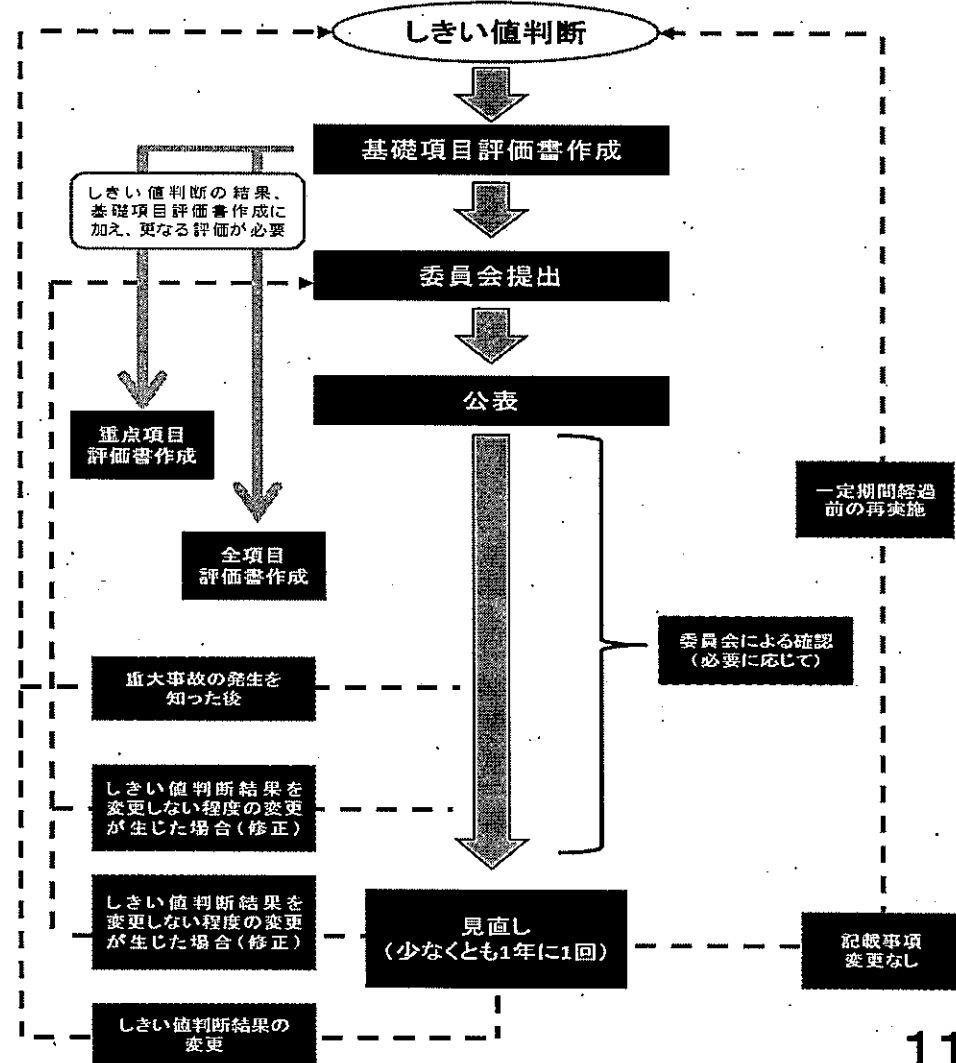 しきい値判断
基礎項目評価書作成
しきい値判断の結果、
基礎項目評価書作成に
加え、更なる評価が必要
委員会提出
公表
重点項目
評価書作成
全項目
評価書作成
一定期間経過
前の再実施
委員会による確認
(必要に応じて)
重大事故の発生を
知った後
しきい値判断結果を
変更しない程度の変更
が生じた場合(修正)
しきい値判断結果を
変更しない程度の変更
が生じた場合(修正)
見直し
(少なくとも1年に1回)
記載事項
変更なし
しきい値判断結果の
変更
11